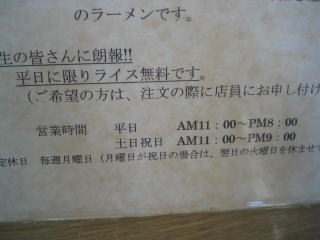 のラーメンです。
生の皆さんに朗報!!
平日に限りライス無料です。
（ご希望の方は、注文の際に店員にお申し付け
営業時間　平日　AM11：00〜PM8：00
土日祝日　AM11：00〜PM9：00
定休日　毎週月曜日（月曜日が祝日の場合は、翌日の火曜日を休ませて